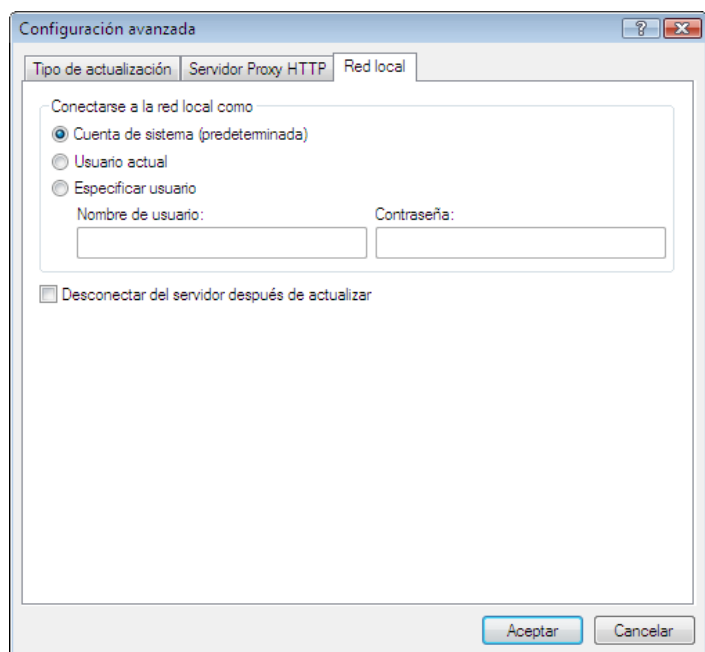 Configuración avanzada
?
Tipo de actualización Servidor Proxy HTTP Red local
Conectarse a la red local como
Cuenta de sistema (predeterminada)
Usuario actual
Especificar usuario
Nombre de usuario: Contraseña:
Desconectar del servidor después de actualizar
Aceptar Cancelar